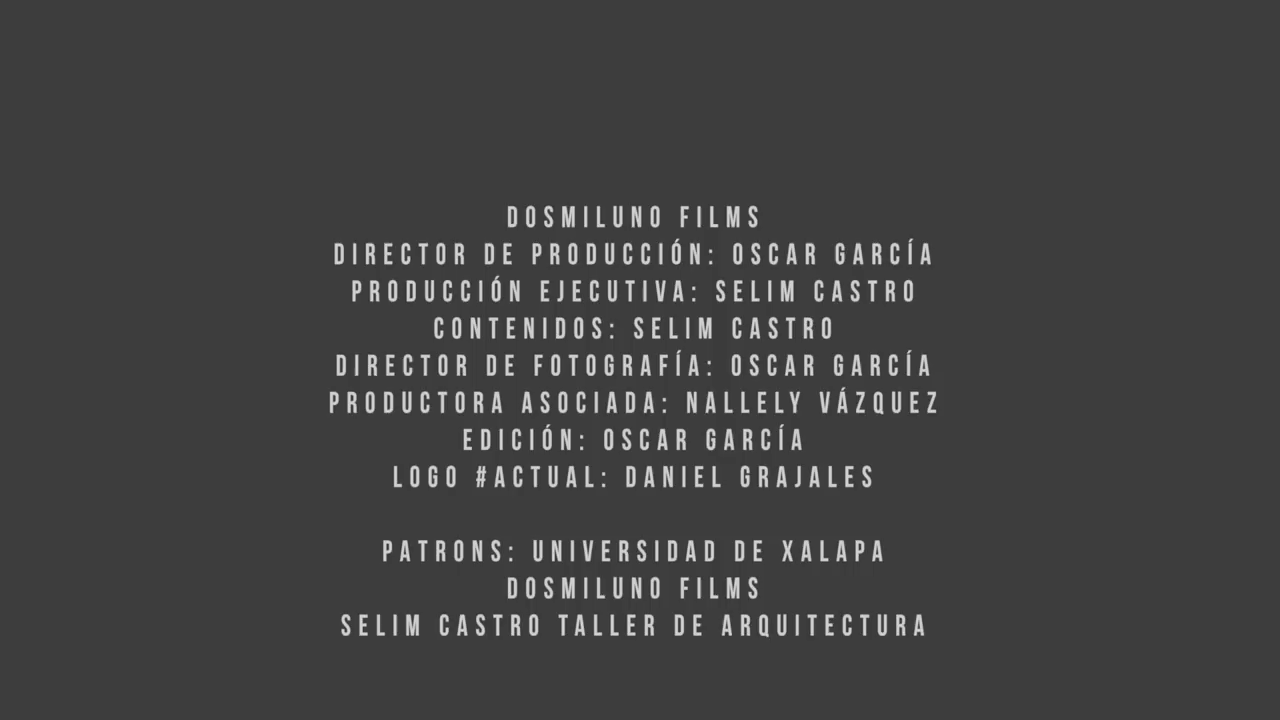 DOSMILUNO FILMS
DIRECTOR DE PRODUCCIÓN: OSCAR GARCÍA
PRODUCCIÓN EJECUTIVA: SELIM CASTRO
CONTENIDOS: SELIM CASTRO
DIRECTOR DE FOTOGRAFÍA: OSCAR GARCÍA
PRODUCTORA ASOCIADA: NALLELY VÁZQUEZ
EDICIÓN: OSCAR GARCÍA
LOGO #ACTUAL: DANIEL GRAJALES
PATRONS: UNIVERSIDAD DE XALAPA
DOSMILUNO FILMS
SELIM CASTRO TALLER DE ARQUITECTURA